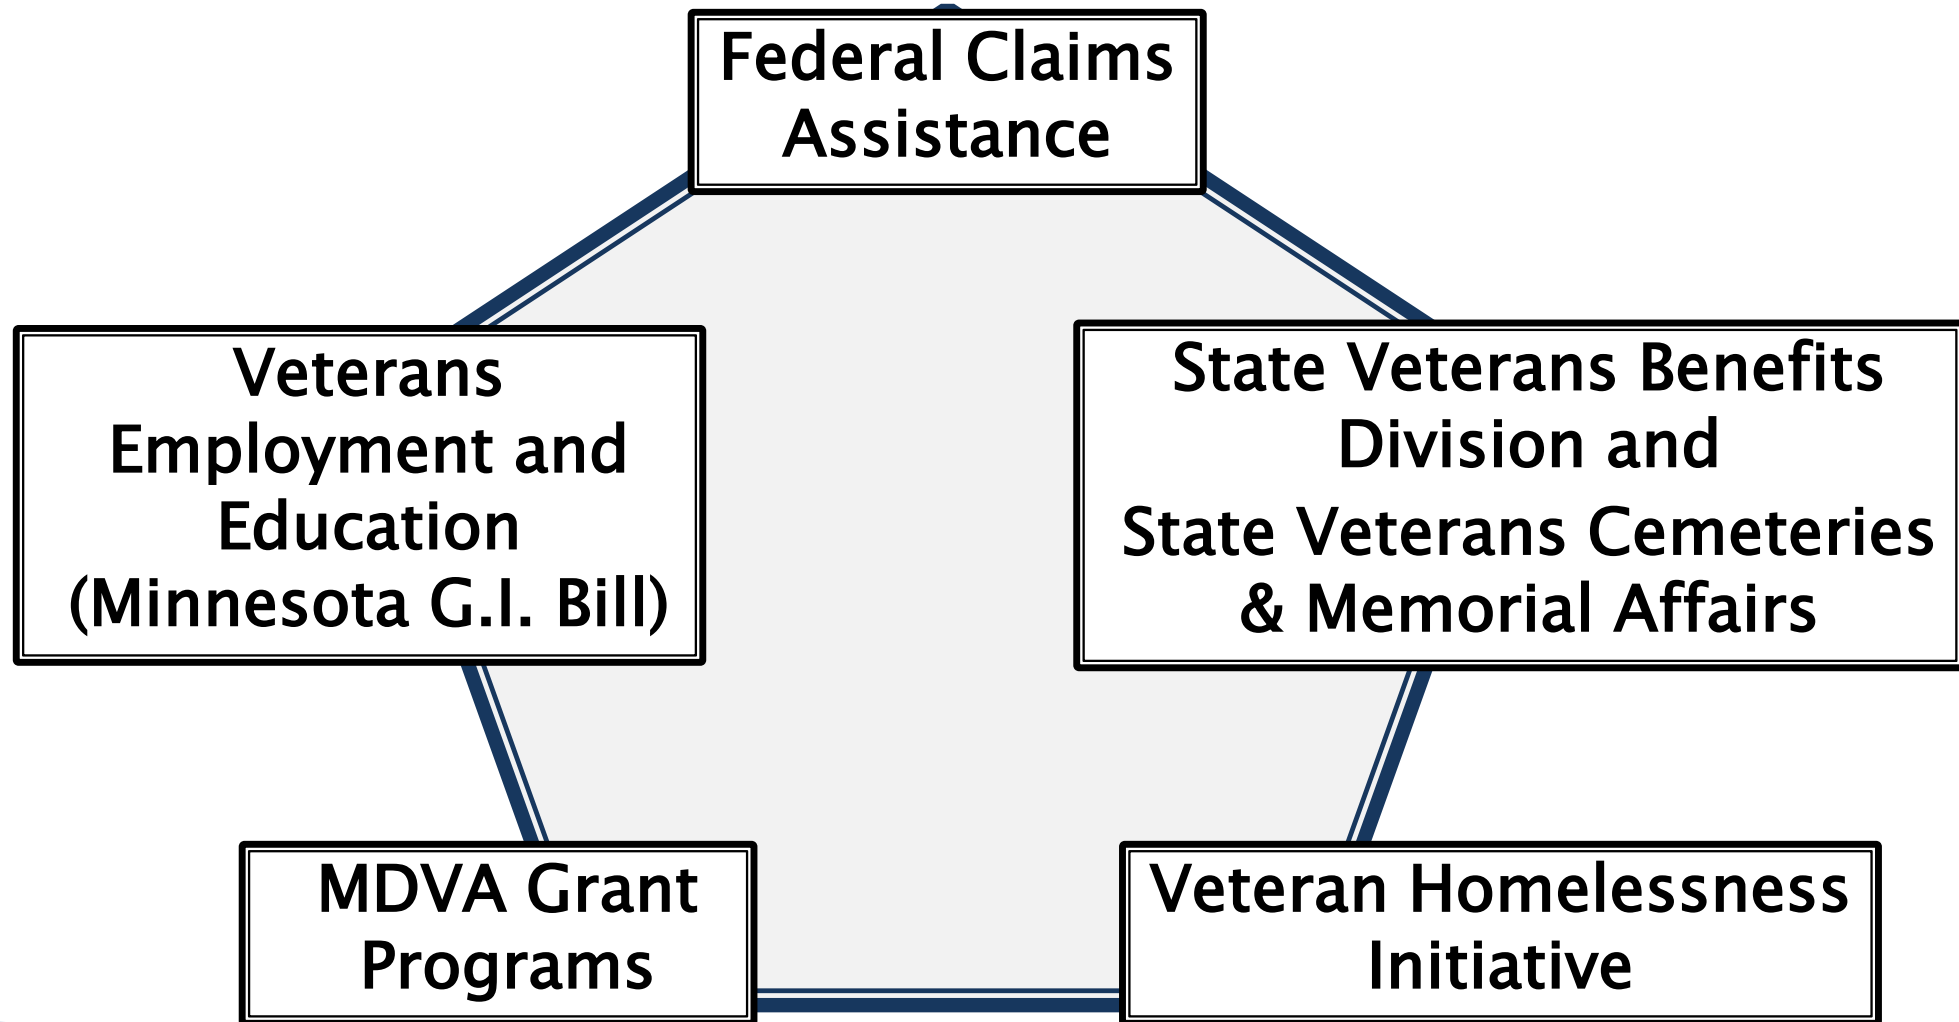 Federal Claims
Assistance
Veterans
Employment and
Education
(Minnesota G.I. Bill)
State Veterans Benefits
Division and
State Veterans Cemeteries
& Memorial Affairs
MDVA Grant
Programs
Veteran Homelessness
Initiative